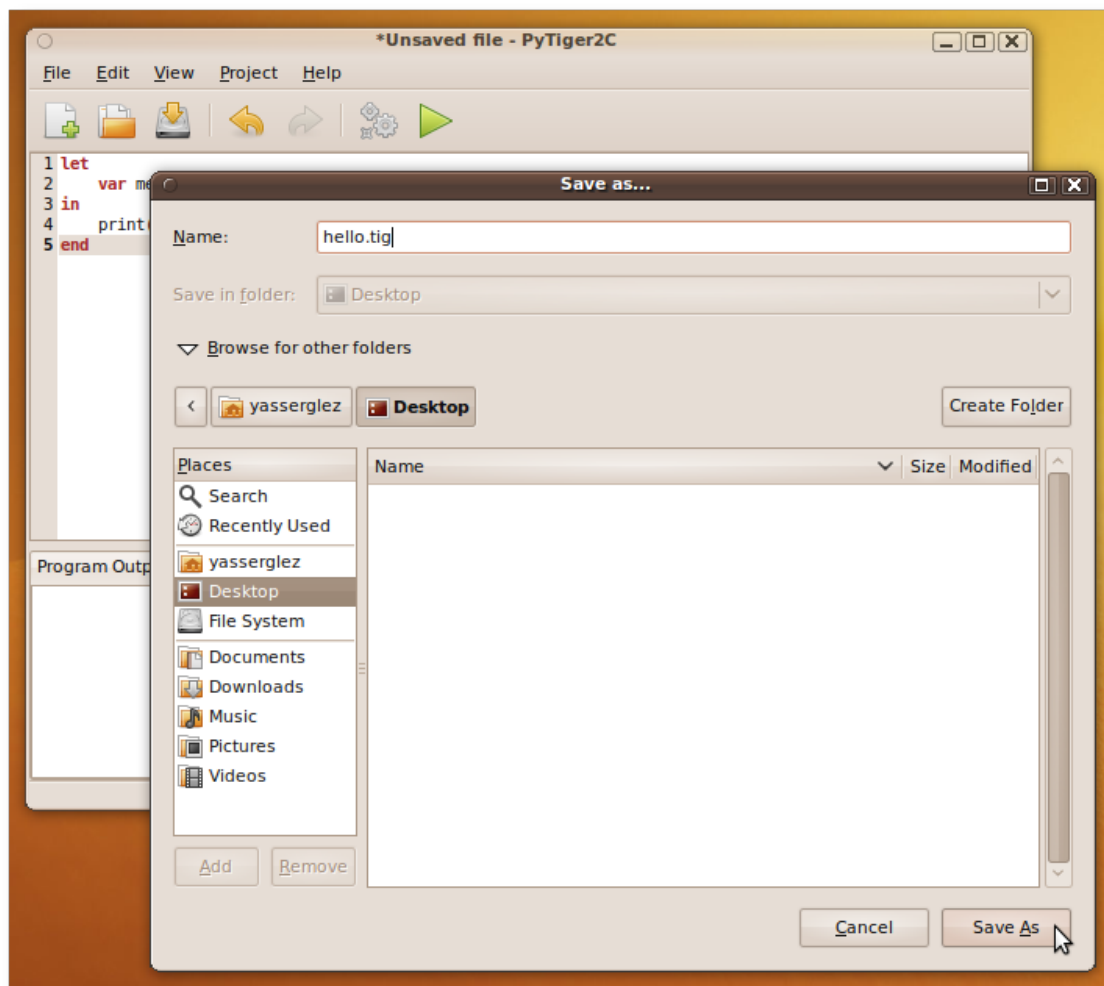 *Unsaved file - PyTiger2C
File Edit View Project Help
1 let
2 var
3 in
4 print
5 end
Save as...
Name: hello.tig
Save in folder: Desktop
Browse for other folders
< yasserglez Desktop Create Folder
Places
Search
Recently Used
yasserglez
Desktop
File System
Documents
Downloads
Music
Pictures
Videos
Name Size Modified
Program
Add Remove
Cancel Save As